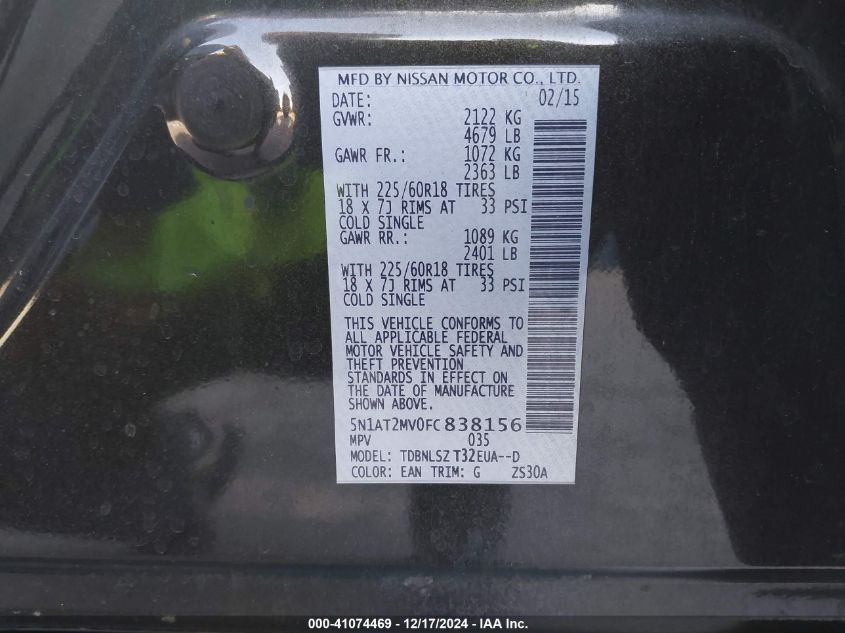 MFD BY NISSAN MOTOR CO., LTD.
DATE: 02/15
GVWR: 2122 KG
4679 LB
GAWR FR.: 1072 KG
2363 LB
WITH 225/60R18 TIRES
18 X 7J RIMS AT 33 PSI
COLD SINGLE
GAWR RR.: 1089 KG
2401 LB
WITH 225/60R18 TIRES
18 X 7J RIMS AT 33 PSI
COLD SINGLE
THIS VEHICLE CONFORMS TO
ALL APPLICABLE FEDERAL
MOTOR VEHICLE SAFETY AND
THEFT PREVENTION
STANDARDS IN EFFECT ON
THE DATE OF MANUFACTURE
SHOWN ABOVE.
5N1AT2MV0FC838156
MPV 035
MODEL: TDBNLSZ T32EUA--D
COLOR: EAN TRIM: G ZS30A
000-41074469 - 12/17/2024 - IAA Inc.